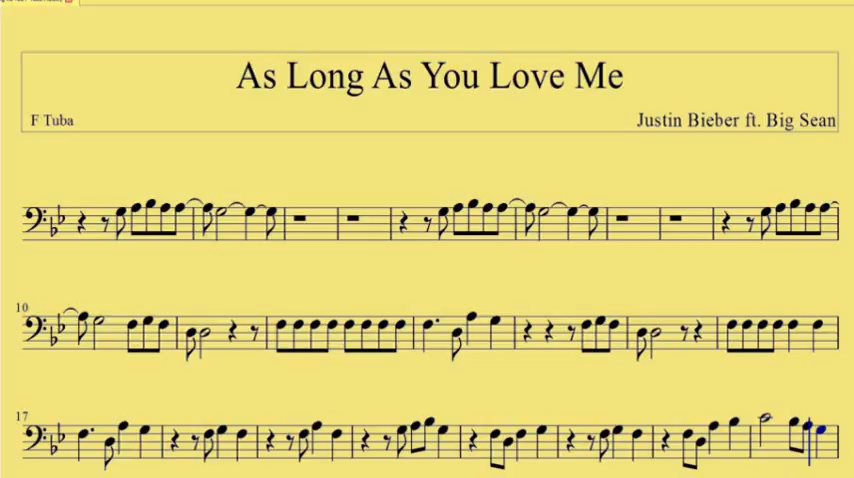 As Long As You Love Me
F Tuba
Justin Bieber ft. Big Sean
10
17